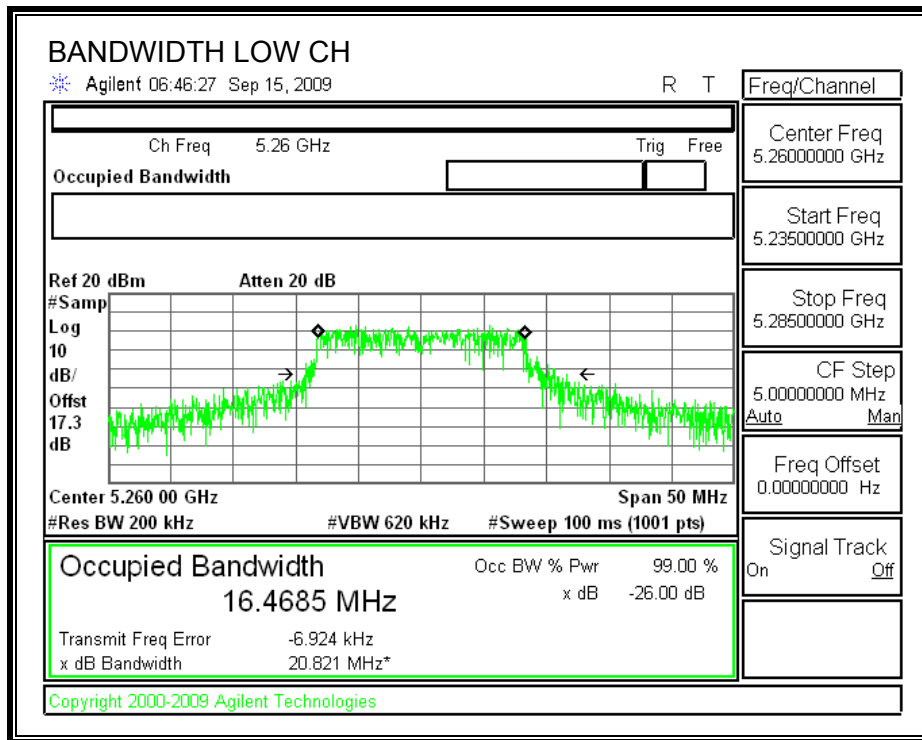 BANDWIDTH LOW CH
Agilent 06:46:27 Sep 15, 2009 R T
Freq/Channel
Ch Freq 5.26 GHz Trig Free
Occupied Bandwidth
Center Freq
5.26000000 GHz
Start Freq
5.23500000 GHz
Stop Freq
5.28500000 GHz
CF Step
5.00000000 MHz
Auto Man
Freq Offset
0.00000000 Hz
Signal Track
On Off
Ref 20 dBm Atten 20 dB
#Samp
Log
10
dB/
Offst
17.3
dB
Center 5.260 00 GHz Span 50 MHz
#Res BW 200 kHz #VBW 620 kHz #Sweep 100 ms (1001 pts)
Occupied Bandwidth Occ BW % Pwr 99.00 %
16.4685 MHz x dB -26.00 dB
Transmit Freq Error -6.924 kHz
x dB Bandwidth 20.821 MHz*
Copyright 2000-2009 Agilent Technologies